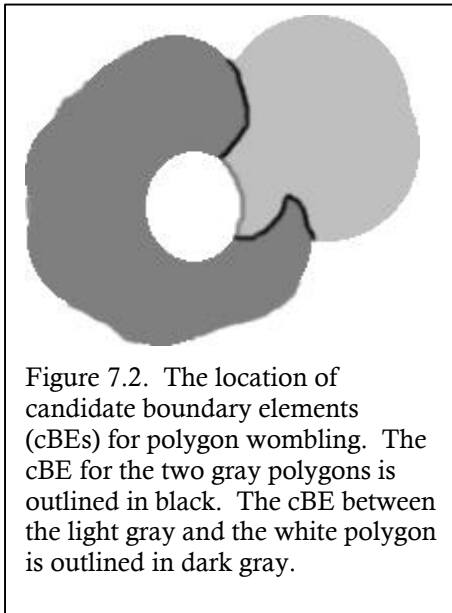 Figure 7.2.  The location of
candidate boundary elements
(cBEs) for polygon wombling.  The
cBE for the two gray polygons is
outlined in black.  The cBE between
the light gray and the white polygon
is outlined in dark gray.